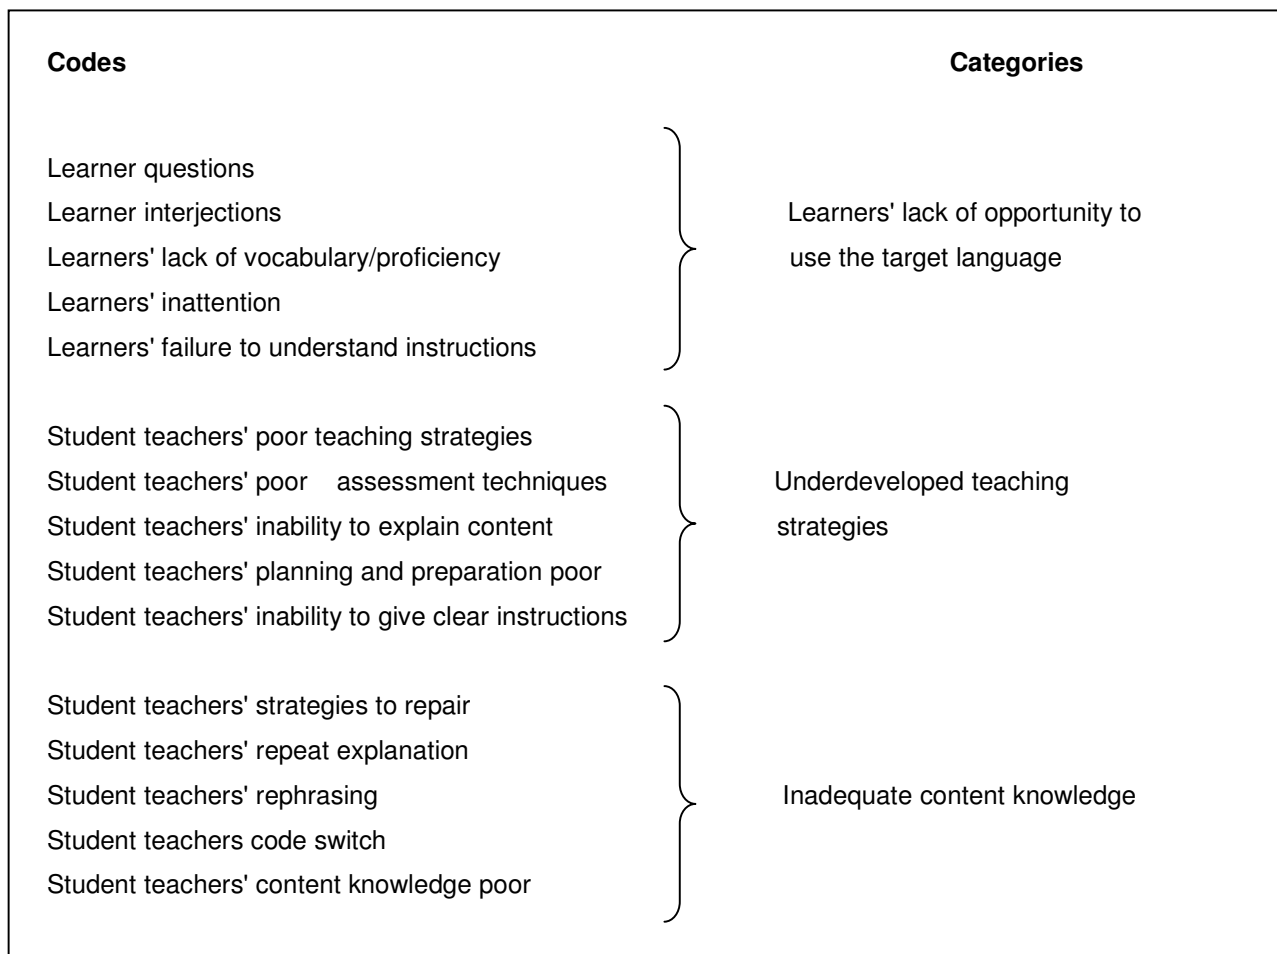 Codes Categories
Learner questions
Learner interjections
Learners' lack of vocabulary/proficiency
Learners' inattention
Learners' failure to understand instructions
Learners' lack of opportunity to
use the target language
Student teachers' poor teaching strategies
Student teachers' poor assessment techniques
Student teachers' inability to explain content
Student teachers' planning and preparation poor
Student teachers' inability to give clear instructions
Underdeveloped teaching
strategies
Student teachers' strategies to repair
Student teachers' repeat explanation
Student teachers' rephrasing
Student teachers code switch
Student teachers' content knowledge poor
Inadequate content knowledge